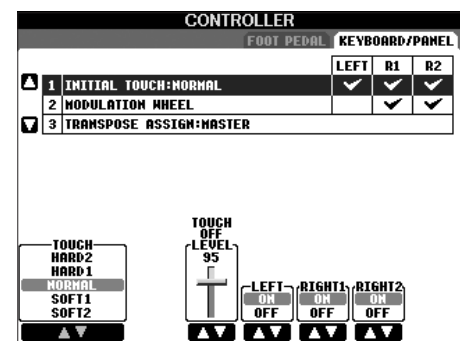 CONTROLLER
FOOT PEDAL KEYBOARD/PANEL
LEFT R1 R2
1 INITIAL TOUCH:NORMAL
2 MODULATION WHEEL
3 TRANSPOSE ASSIGN:MASTER
TOUCH
HARD2
HARD1
NORMAL
SOFT1
SOFT2
TOUCH
OFF
LEVEL
95
LEFT RIGHT1 RIGHT2
ON ON ON
OFF OFF OFF